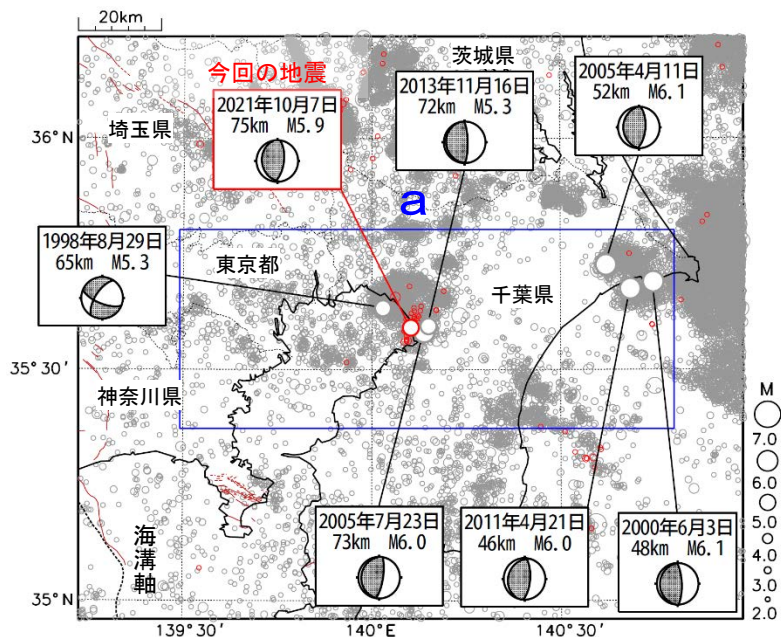 20km
茨城県
今回の地震
2021年10月7日
75km M5.9
2013年11月16日
72km M5.3
2005年4月11日
52km M6.1
36°N
埼玉県
a
1998年8月29日
65km M5.3
東京都
千葉県
35°30′
神奈川県
M
7.0
6.0
5.0
4.0
3.0
2.0
海溝軸
2005年7月23日
73km M6.0
2011年4月21日
46km M6.0
2000年6月3日
48km M6.1
35°N
139°30′
140°E
140°30′